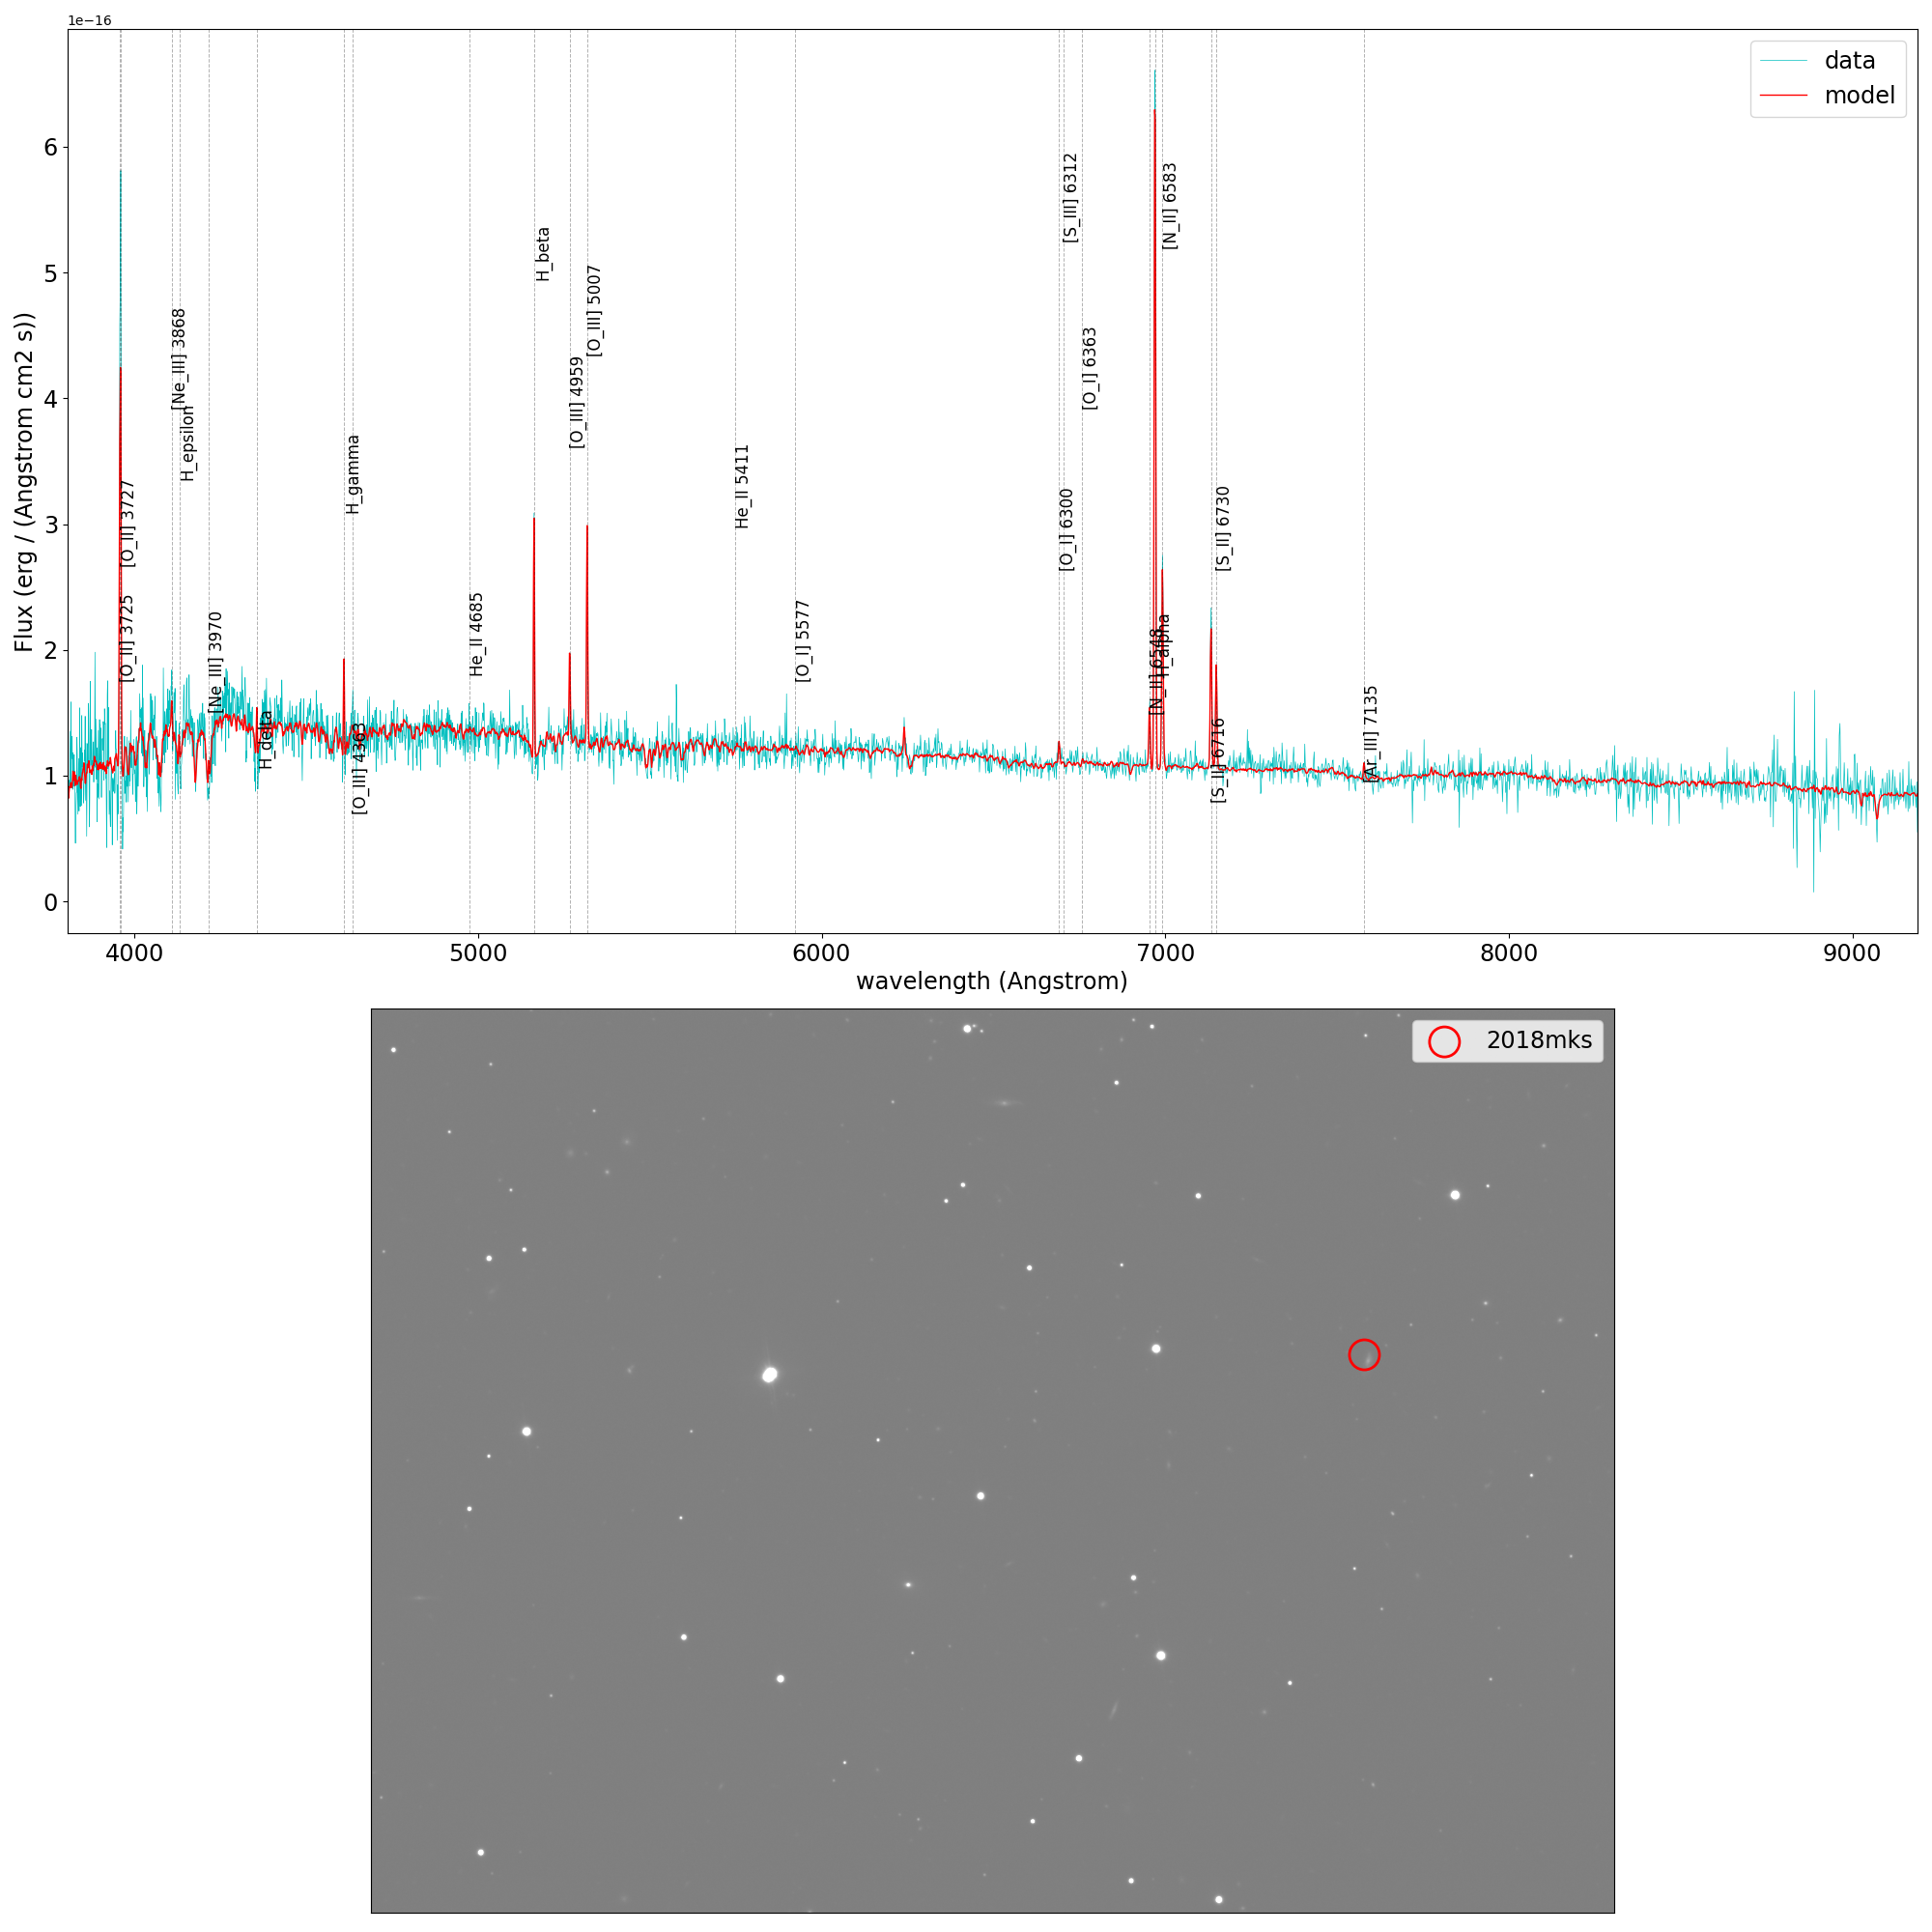 1e−16
data
model
Flux (erg / (Angstrom cm2 s))
6
5
4
3
2
1
0
[O_II] 3725
[O_II] 3727
[Ne_III] 3868
H_epsilon
[Ne_III] 3970
H_delta
H_gamma
[O_III] 4363
He_II 4685
H_beta
[O_III] 4959
[O_III] 5007
He_II 5411
[O_I] 5577
[O_I] 6300
[S_III] 6312
[O_I] 6363
[N_II] 6548
H_alpha
[N_II] 6583
[S_II] 6716
[S_II] 6730
[Ar_III] 7135
4000
5000
6000
7000
8000
9000
wavelength (Angstrom)
2018mks